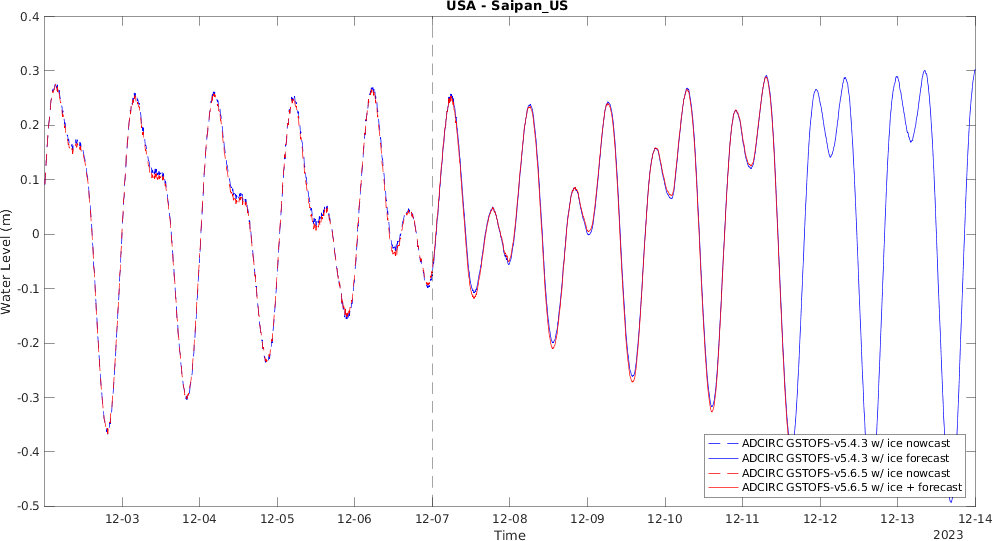 USA - Saipan_US
0.4
0.3
0.2
0.1
0
-0.1
-0.2
-0.3
-0.4
-0.5
Water Level (m)
ADCIRC GSTOFS-v5.4.3 w/ ice nowcast
ADCIRC GSTOFS-v5.4.3 w/ ice forecast
ADCIRC GSTOFS-v5.6.5 w/ ice nowcast
ADCIRC GSTOFS-v5.6.5 w/ ice + forecast
12-03 12-04 12-05 12-06 12-07 12-08 12-09 12-10 12-11 12-12 12-13 12-14
Time
2023